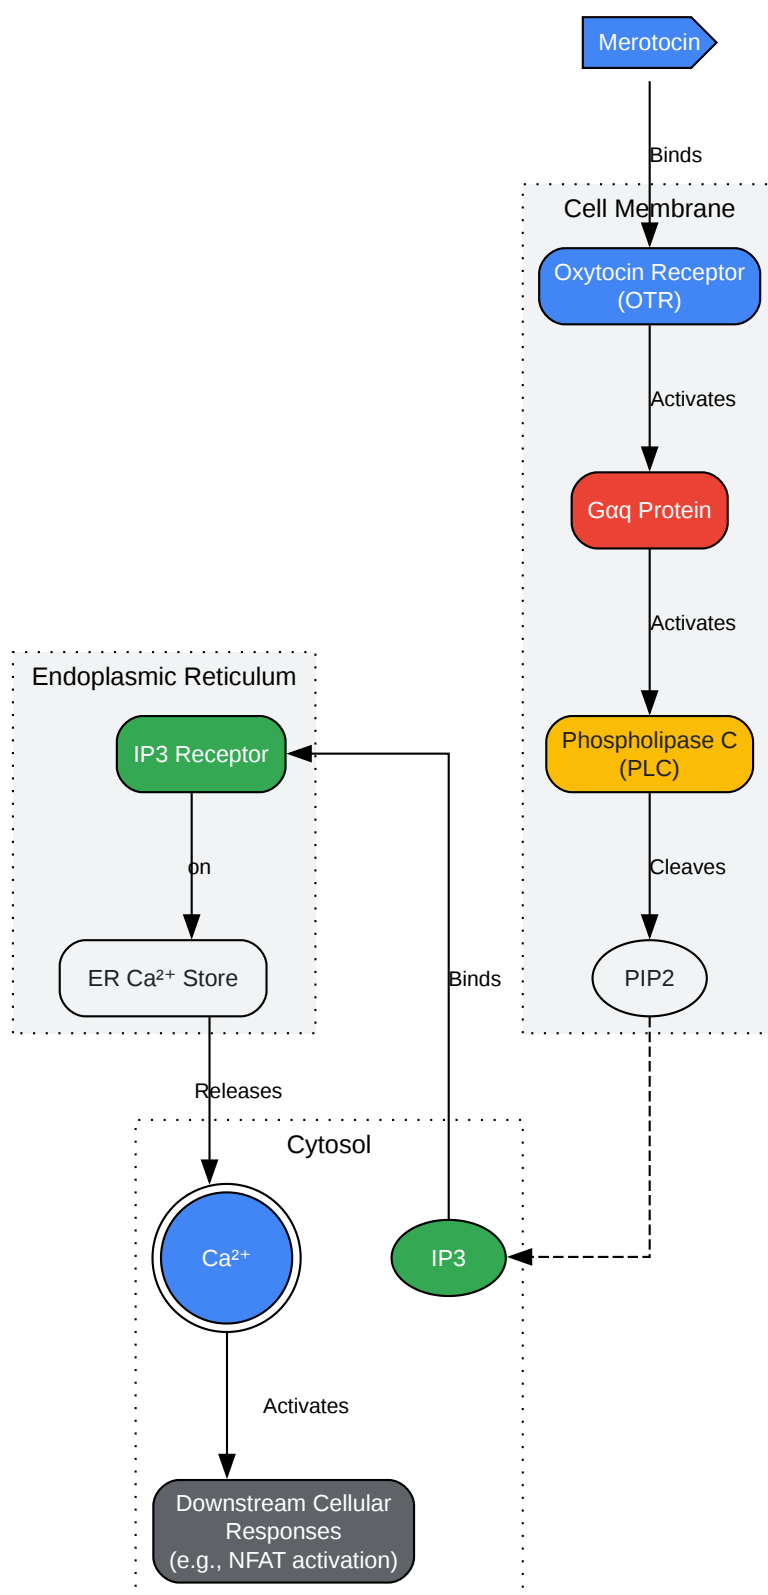 Merotocin
Binds
Cell Membrane
Oxytocin Receptor
(OTR)
Activates
Gαq Protein
Activates
Endoplasmic Reticulum
IP3 Receptor
Phospholipase C
(PLC)
on
Cleaves
ER Ca²⁺ Store
Binds
PIP2
Releases
Cytosol
Ca²⁺
IP3
Activates
Downstream Cellular
Responses
(e.g., NFAT activation)